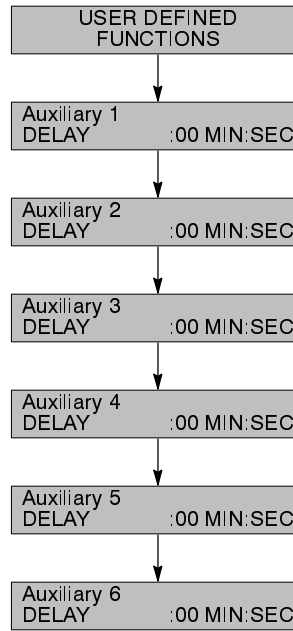 USER DEFINED
FUNCTIONS
Auxiliary 1
DELAY :00 MIN:SEC
Auxiliary 2
DELAY :00 MIN:SEC
Auxiliary 3
DELAY :00 MIN:SEC
Auxiliary 4
DELAY :00 MIN:SEC
Auxiliary 5
DELAY :00 MIN:SEC
Auxiliary 6
DELAY :00 MIN:SEC